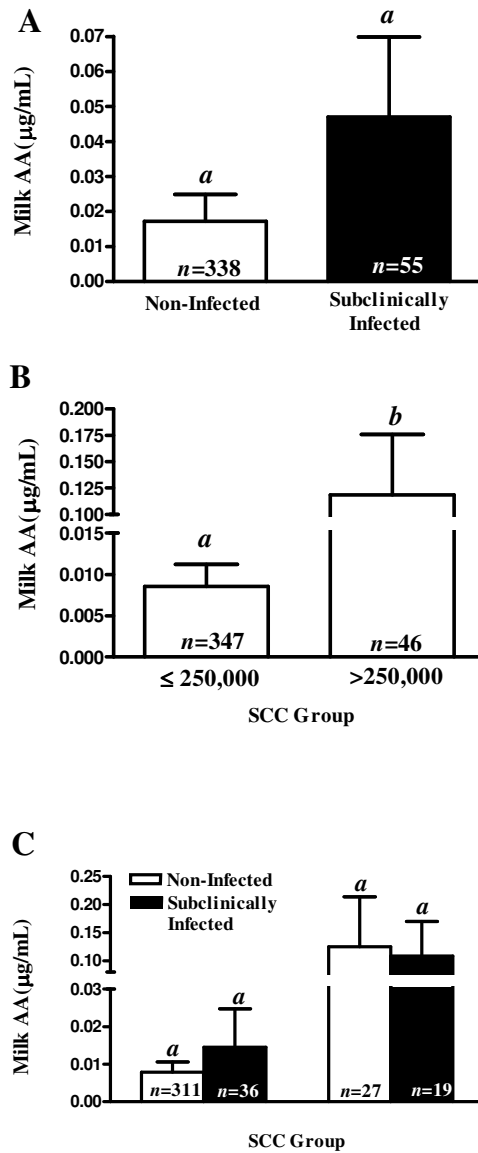 A
Milk AA(µg/mL)
0.07
0.06
0.05
0.04
0.03
0.02
0.01
0.00
a
a
n=338
n=55
Non-Infected
Subclinically
Infected
B
Milk AA(µg/mL)
0.200
0.175
0.150
0.125
0.100
0.015
0.010
0.005
0.000
a
b
n=347
n=46
≤ 250,000
>250,000
SCC Group
C
Milk AA(µg/mL)
0.25
0.20
0.15
0.10
0.03
0.02
0.01
0.00
Non-Infected
Subclinically
Infected
a
a
a
a
n=311
n=36
n=27
n=19
SCC Group